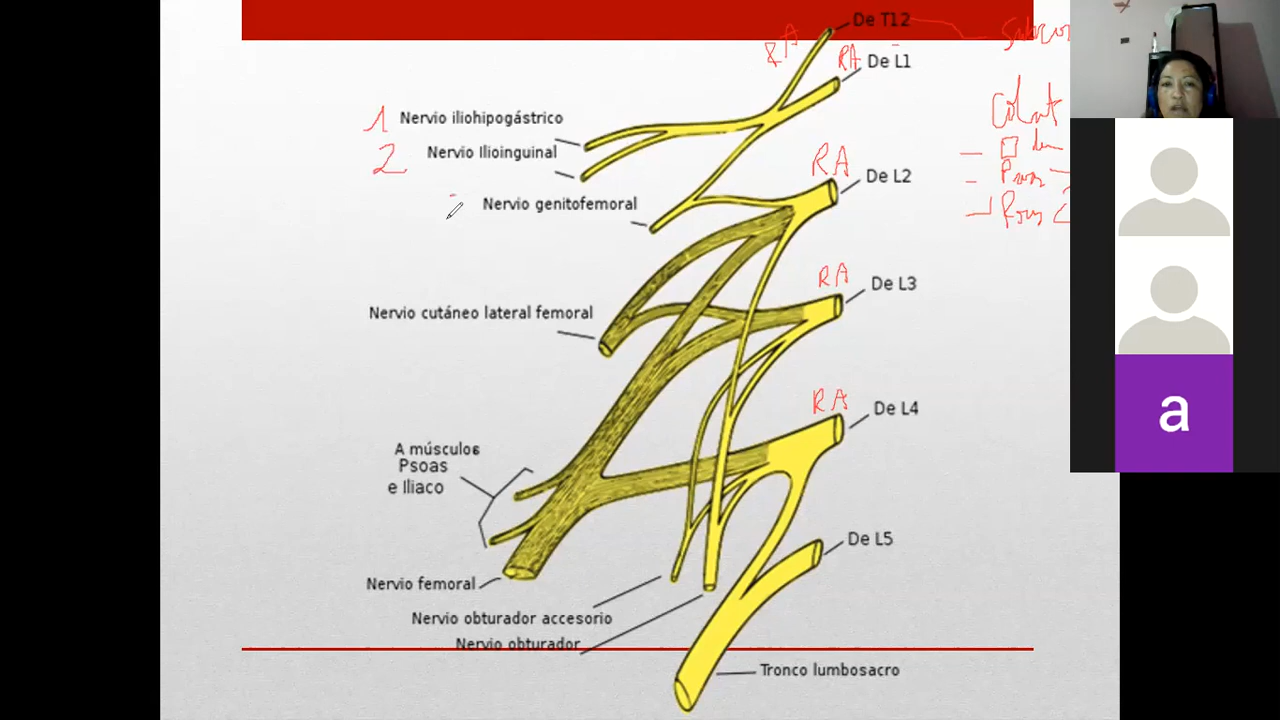 De T12
RA
RA
De L1
1 Nervio iliohipogástrico
2 Nervio Ilioinguinal
RA
De L2
Nervio genitofemoral
RA
De L3
Nervio cutáneo lateral femoral
RA
De L4
A músculos
Psoas
e Iliaco
De L5
Nervio femoral
Nervio obturador accesorio
Nervio obturador
Tronco lumbosacro
Colat
Psoas
a